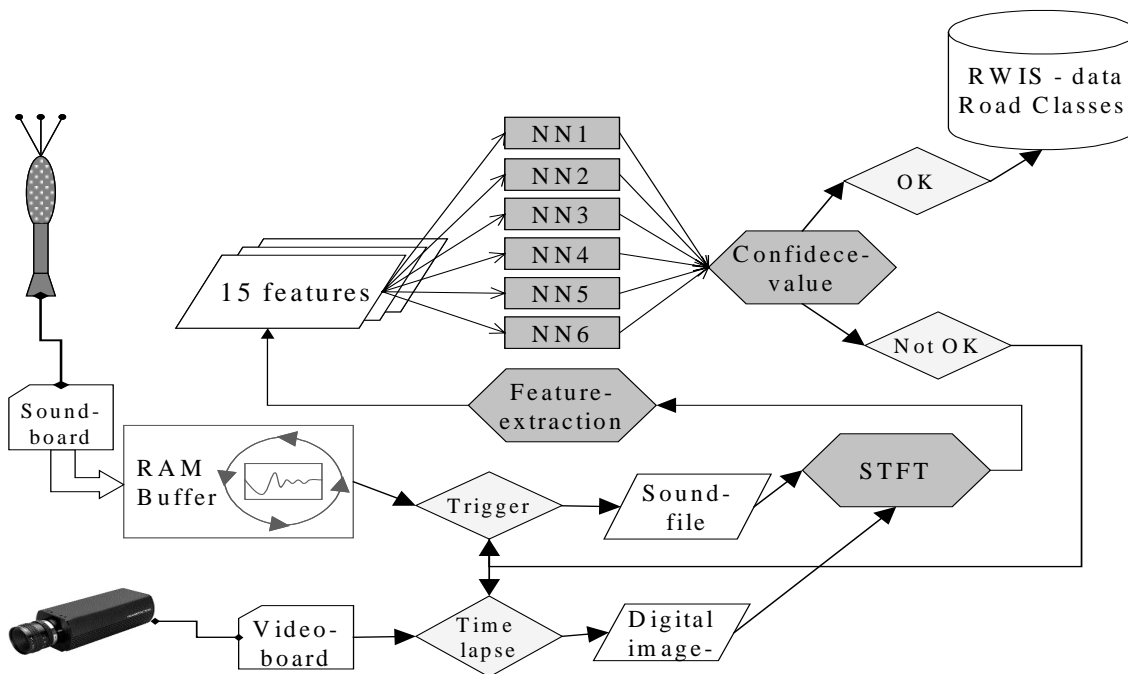 RWIS - data
Road Classes
NN1
NN2
NN3
NN4
NN5
NN6
OK
Confidece-
value
15 features
Not OK
Feature-
extraction
Sound-
board
RAM
Buffer
Trigger
Sound-
file
STFT
Video-
board
Time
lapse
Digital
image-